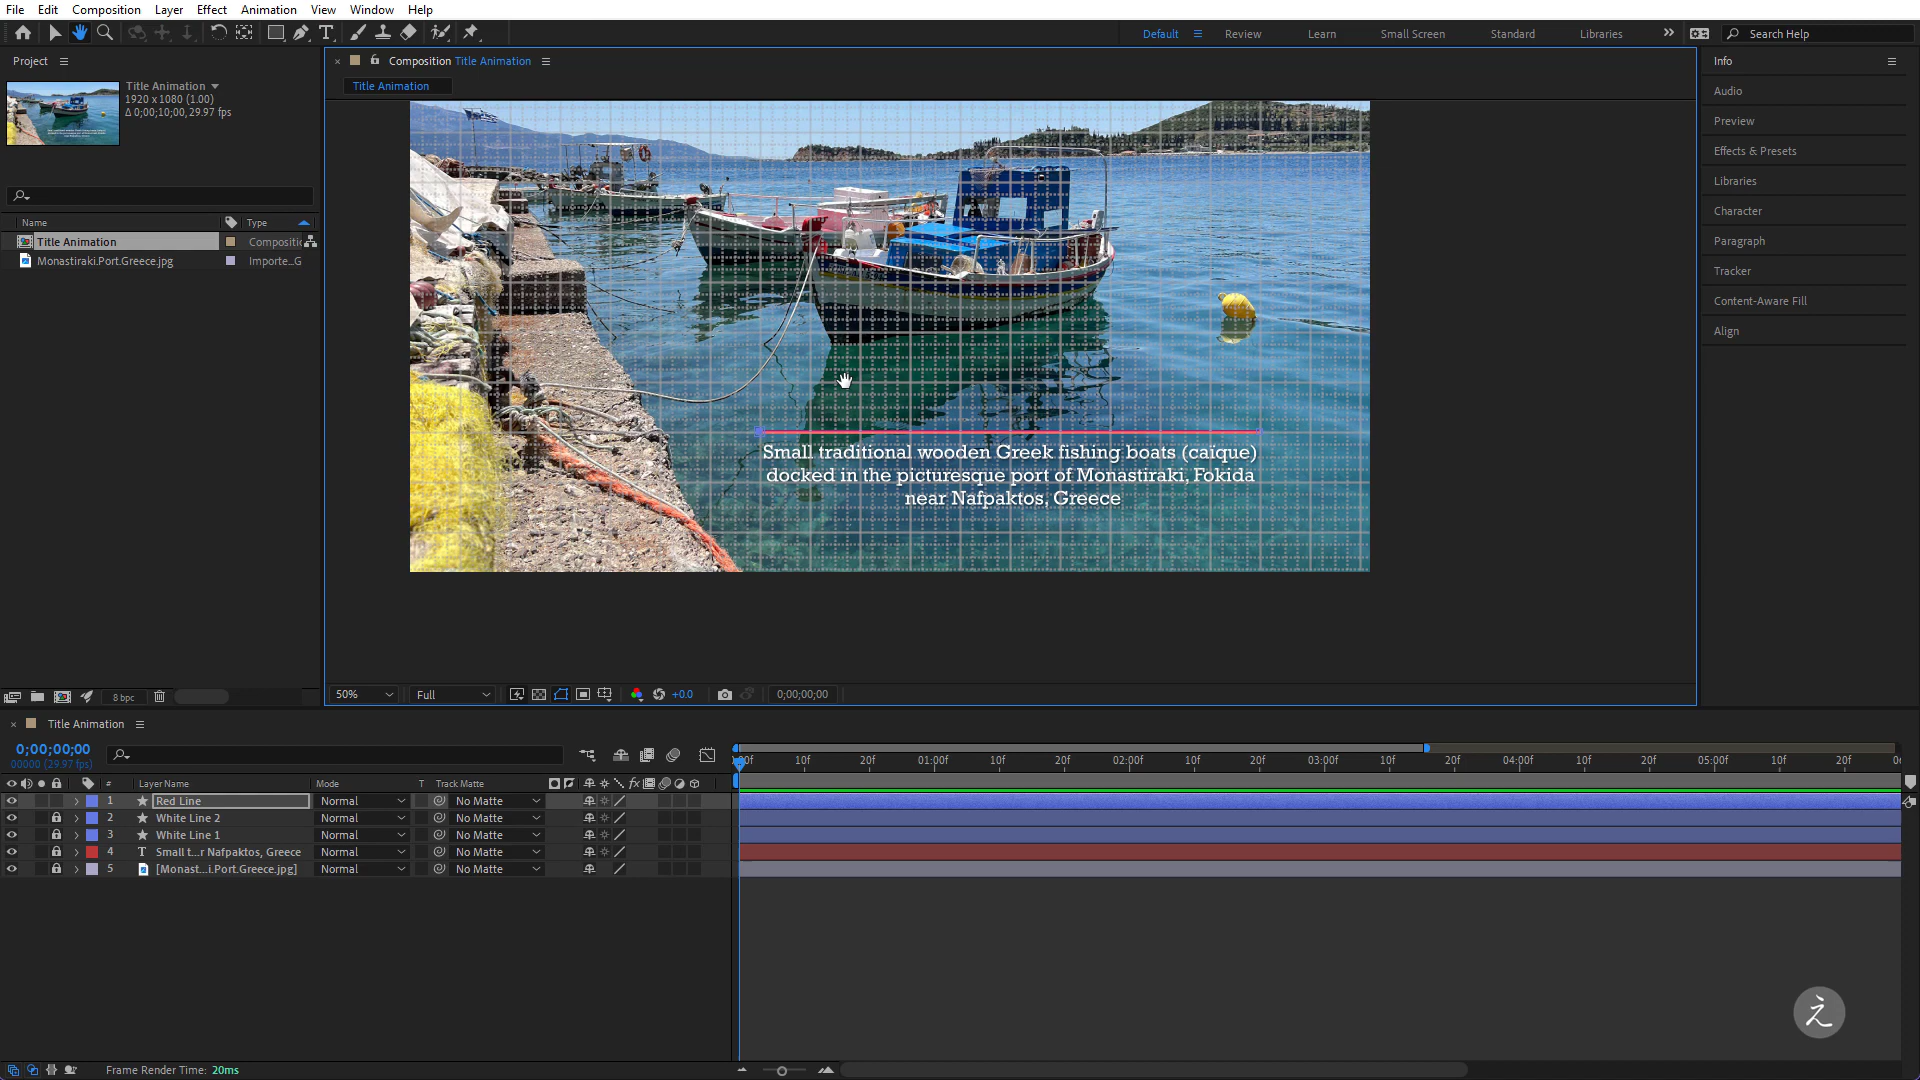 File Edit Composition Layer Effect Animation View Window Help
Default Review Learn Small Screen Standard Libraries Search Help
Project
Title Animation
1920 x 1080 (1.00)
Δ 0;00;10;00, 29.97 fps
Name Type
Title Animation Compositi
Monastiraki.Port.Greece.jpg Importe...G
8 bpc
Composition Title Animation
Title Animation
Small traditional wooden Greek fishing boats (caique)
docked in the picturesque port of Monastiraki, Fokida
near Nafpaktos, Greece
50% Full +0.0 0;00;00;00
Info
Audio
Preview
Effects & Presets
Libraries
Character
Paragraph
Tracker
Content-Aware Fill
Align
Title Animation
0;00;00;00
00000 (29.97 fps)
10f 20f 01:00f 10f 20f 02:00f 10f 20f 03:00f 10f 20f 04:00f 10f 20f 05:00f 10f 20f
# Layer Name Mode T Track Matte fx
1 Red Line Normal No Matte
2 White Line 2 Normal No Matte
3 White Line 1 Normal No Matte
4 T Small t...r Nafpaktos, Greece Normal No Matte
5 [Monast...i.Port.Greece.jpg] Normal No Matte
Frame Render Time: 20ms